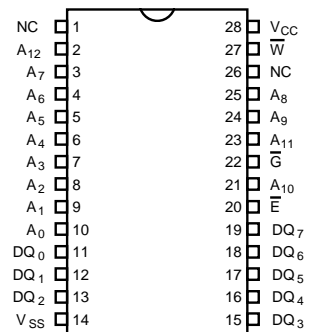 NC 1 28 VCC
A12 2 27 W̅
A7 3 26 NC
A6 4 25 A8
A5 5 24 A9
A4 6 23 A11
A3 7 22 G̅
A2 8 21 A10
A1 9 20 E̅
A0 10 19 DQ7
DQ0 11 18 DQ6
DQ1 12 17 DQ5
DQ2 13 16 DQ4
VSS 14 15 DQ3